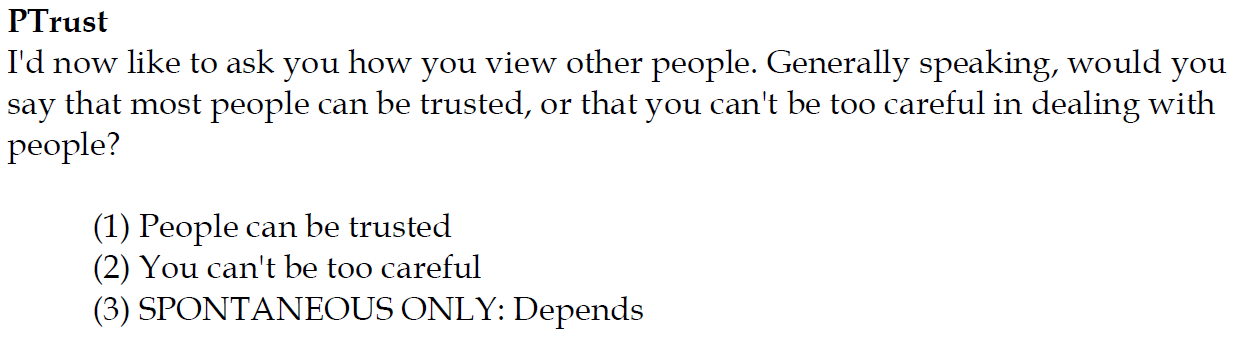 PTrust
I'd now like to ask you how you view other people. Generally speaking, would you
say that most people can be trusted, or that you can't be too careful in dealing with
people?
(1) People can be trusted
(2) You can't be too careful
(3) SPONTANEOUS ONLY: Depends